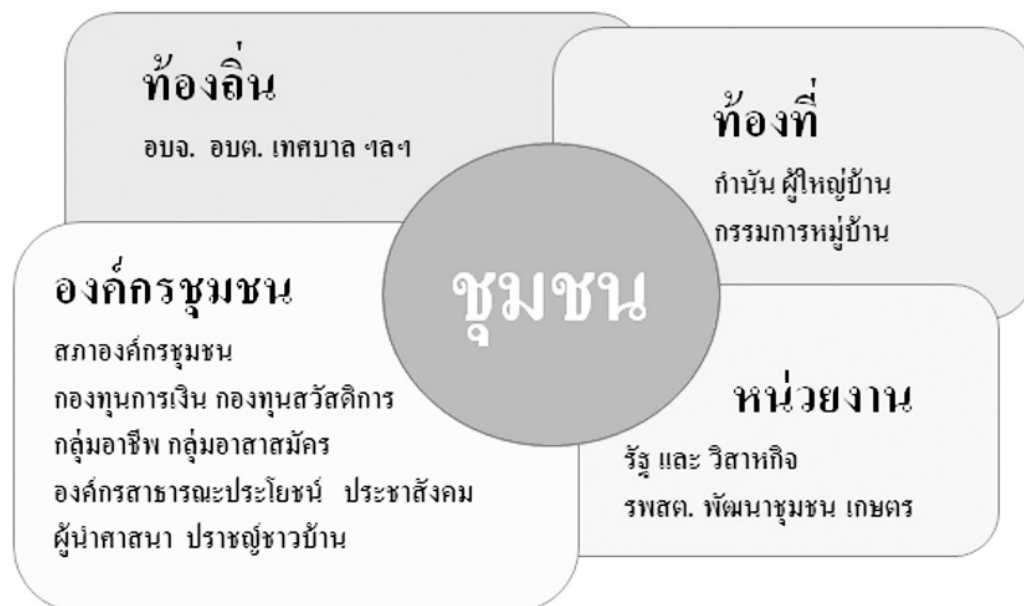 ท้องถิ่น
อบจ. อบต. เทศบาล ฯลฯ
ท้องที่
กำนัน ผู้ใหญ่บ้าน
กรรมการหมู่บ้าน
ชุมชน
องค์กรชุมชน
สภาองค์กรชุมชน
กองทุนการเงิน กองทุนสวัสดิการ
กลุ่มอาชีพ กลุ่มอาสาสมัคร
องค์กรสาธารณะประโยชน์ ประชาสังคม
ผู้นำศาสนา ปราชญ์ชาวบ้าน
หน่วยงาน
รัฐ และ วิสาหกิจ
รพสต. พัฒนาชุมชน เกษตร